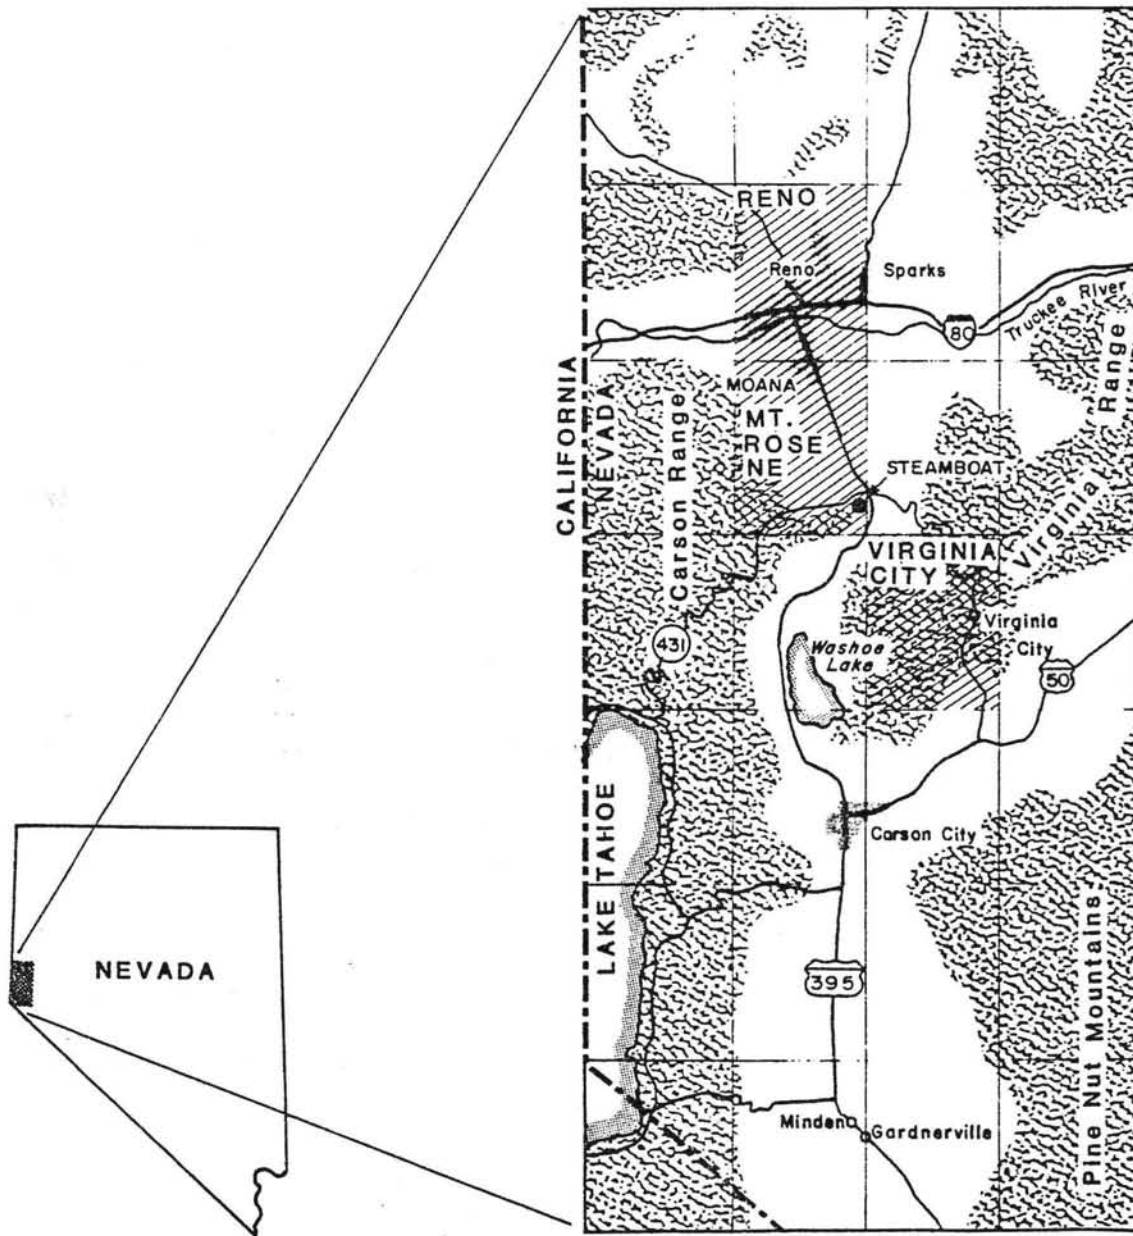 RENO
Reno
Sparks
80
Truckee River
CALIFORNIA
NEVADA
Carson Range
MOANA
MT.
ROSE
NE
STEAMBOAT
Virginia
Range
VIRGINIA
CITY
431
Washoe
Lake
Virginia
City
50
LAKE TAHOE
Carson City
NEVADA
395
Minden
Gardnerville
Pine Nut Mountains